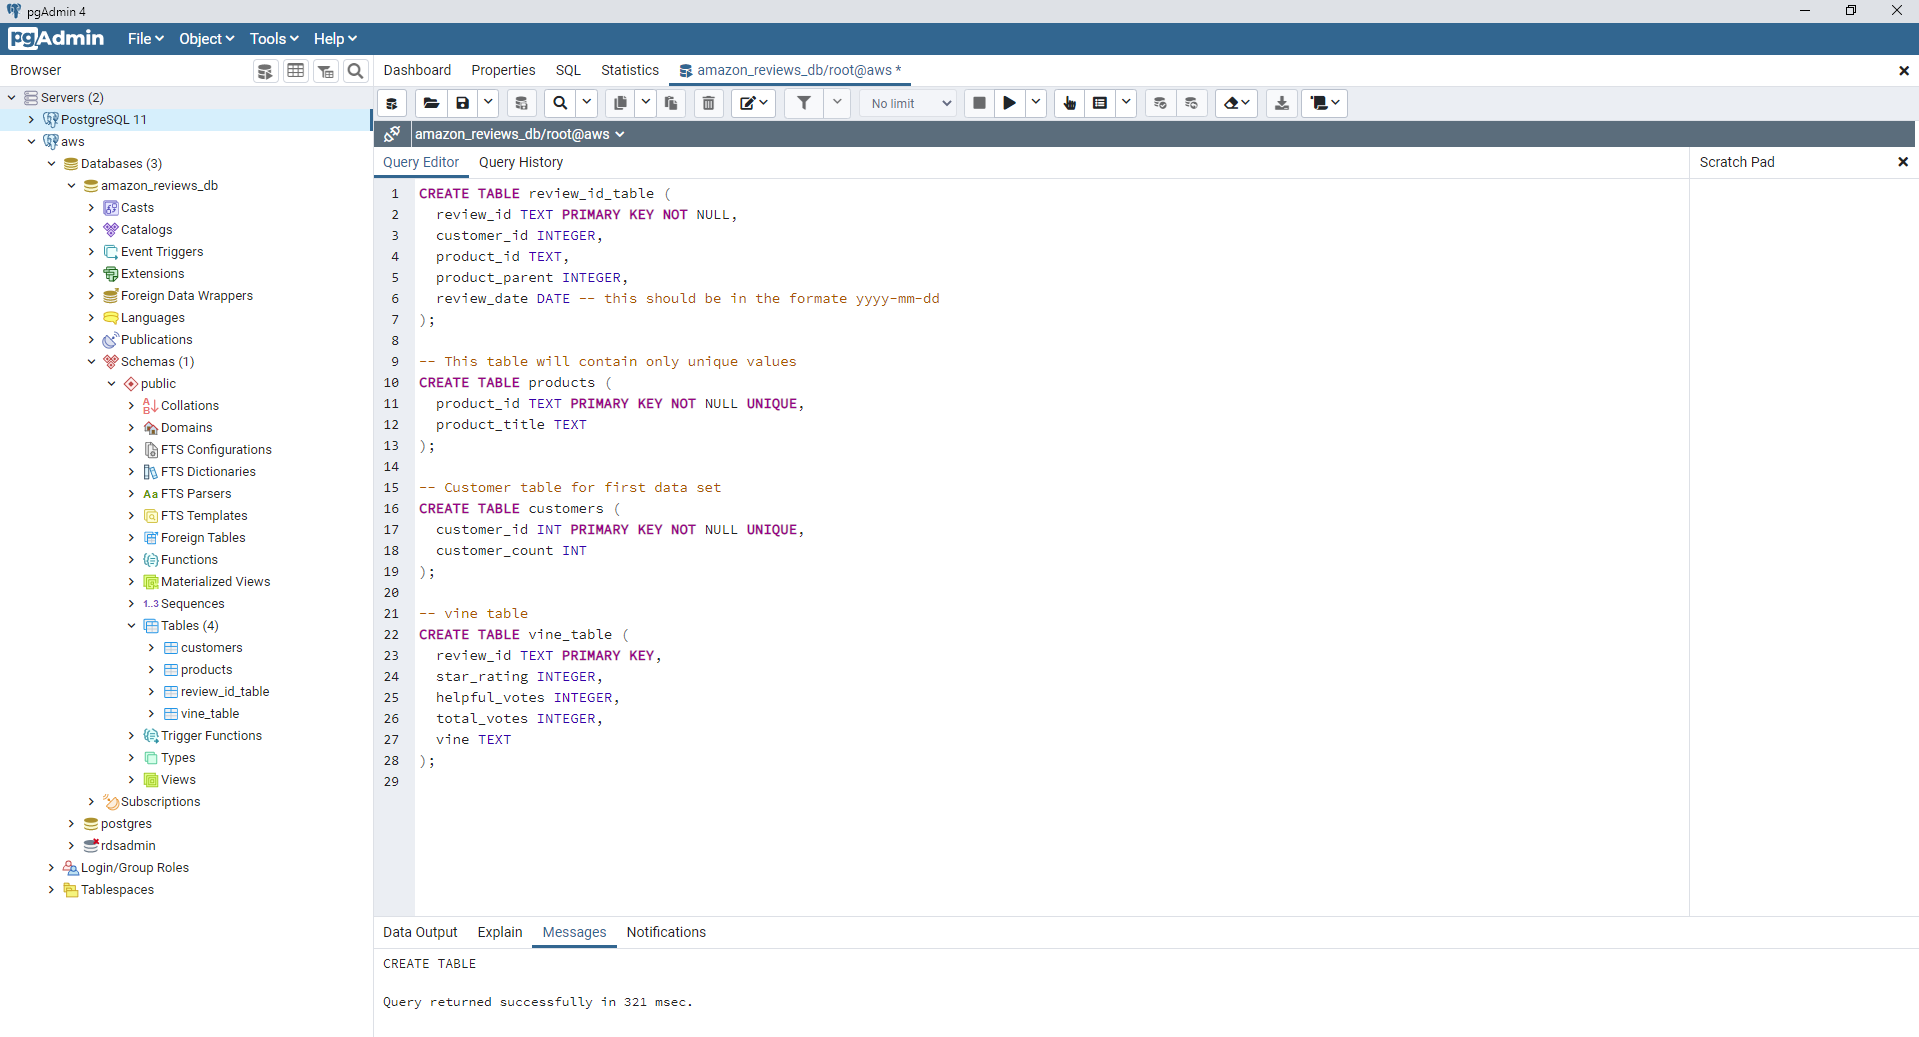 pgAdmin 4
pgAdmin File Object Tools Help
Browser
Servers (2)
PostgreSQL 11
aws
Databases (3)
amazon_reviews_db
Casts
Catalogs
Event Triggers
Extensions
Foreign Data Wrappers
Languages
Publications
Schemas (1)
public
Collations
Domains
FTS Configurations
FTS Dictionaries
Aa FTS Parsers
FTS Templates
Foreign Tables
Functions
Materialized Views
1..3 Sequences
Tables (4)
customers
products
review_id_table
vine_table
Trigger Functions
Types
Views
Subscriptions
postgres
rdsadmin
Login/Group Roles
Tablespaces
Dashboard Properties SQL Statistics amazon_reviews_db/root@aws *
No limit
amazon_reviews_db/root@aws
Query Editor Query History
Scratch Pad
1 CREATE TABLE review_id_table (
2 review_id TEXT PRIMARY KEY NOT NULL,
3 customer_id INTEGER,
4 product_id TEXT,
5 product_parent INTEGER,
6 review_date DATE -- this should be in the formate yyyy-mm-dd
7 );
8
9 -- This table will contain only unique values
10 CREATE TABLE products (
11 product_id TEXT PRIMARY KEY NOT NULL UNIQUE,
12 product_title TEXT
13 );
14
15 -- Customer table for first data set
16 CREATE TABLE customers (
17 customer_id INT PRIMARY KEY NOT NULL UNIQUE,
18 customer_count INT
19 );
20
21 -- vine table
22 CREATE TABLE vine_table (
23 review_id TEXT PRIMARY KEY,
24 star_rating INTEGER,
25 helpful_votes INTEGER,
26 total_votes INTEGER,
27 vine TEXT
28 );
29
Data Output Explain Messages Notifications
CREATE TABLE
Query returned successfully in 321 msec.